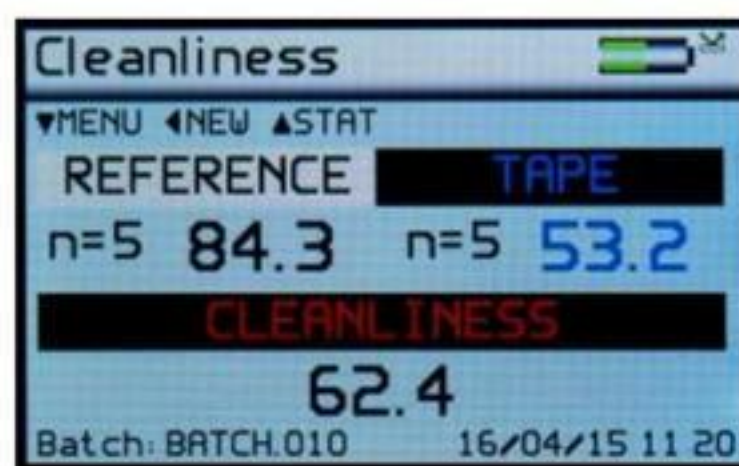 Cleanliness
▼MENU ◀NEW ▲STAT
REFERENCE TAPE
n=5 84.3 n=5 53.2
CLEANLINESS
62.4
Batch: BATCH.010 16/04/15 11 20